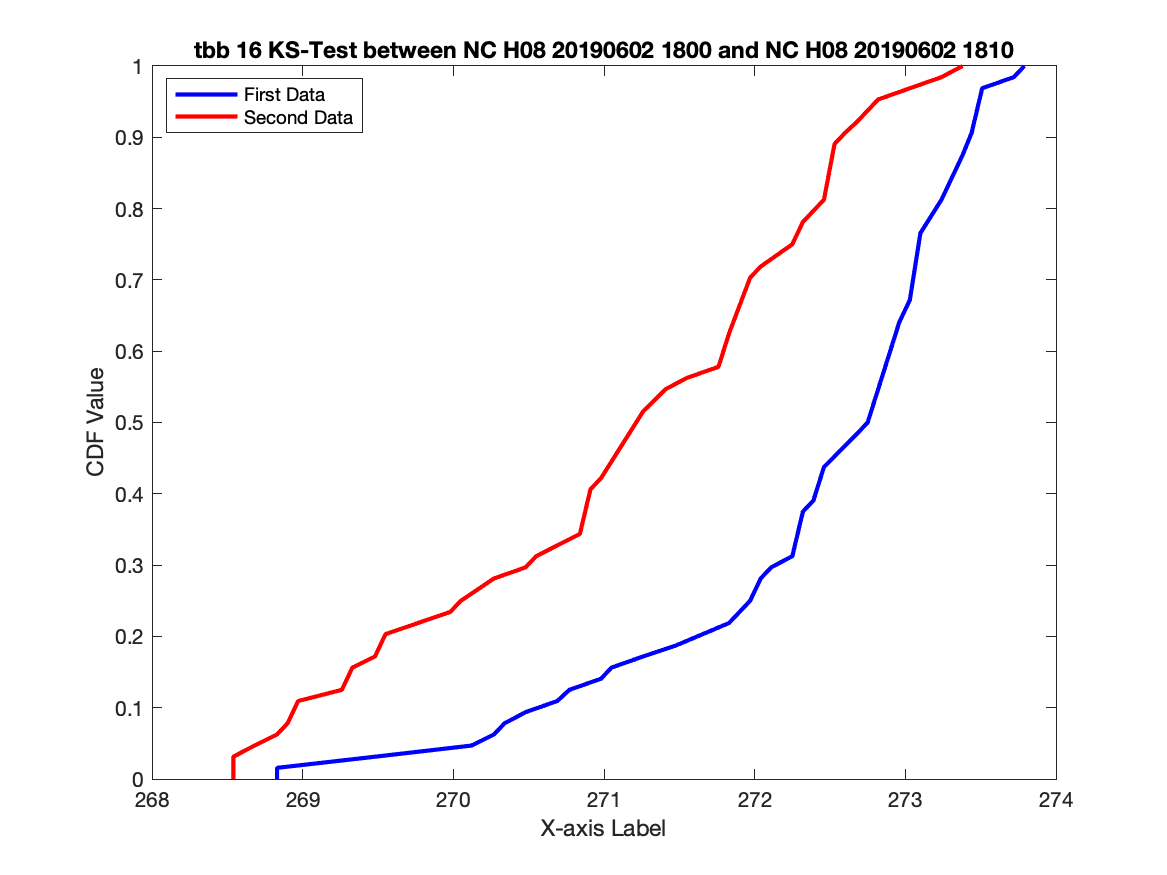 tbb 16 KS-Test between NC H08 20190602 1800 and NC H08 20190602 1810
First Data
Second Data
1
0.9
0.8
0.7
0.6
0.5
0.4
0.3
0.2
0.1
0
CDF Value
268 269 270 271 272 273 274
X-axis Label